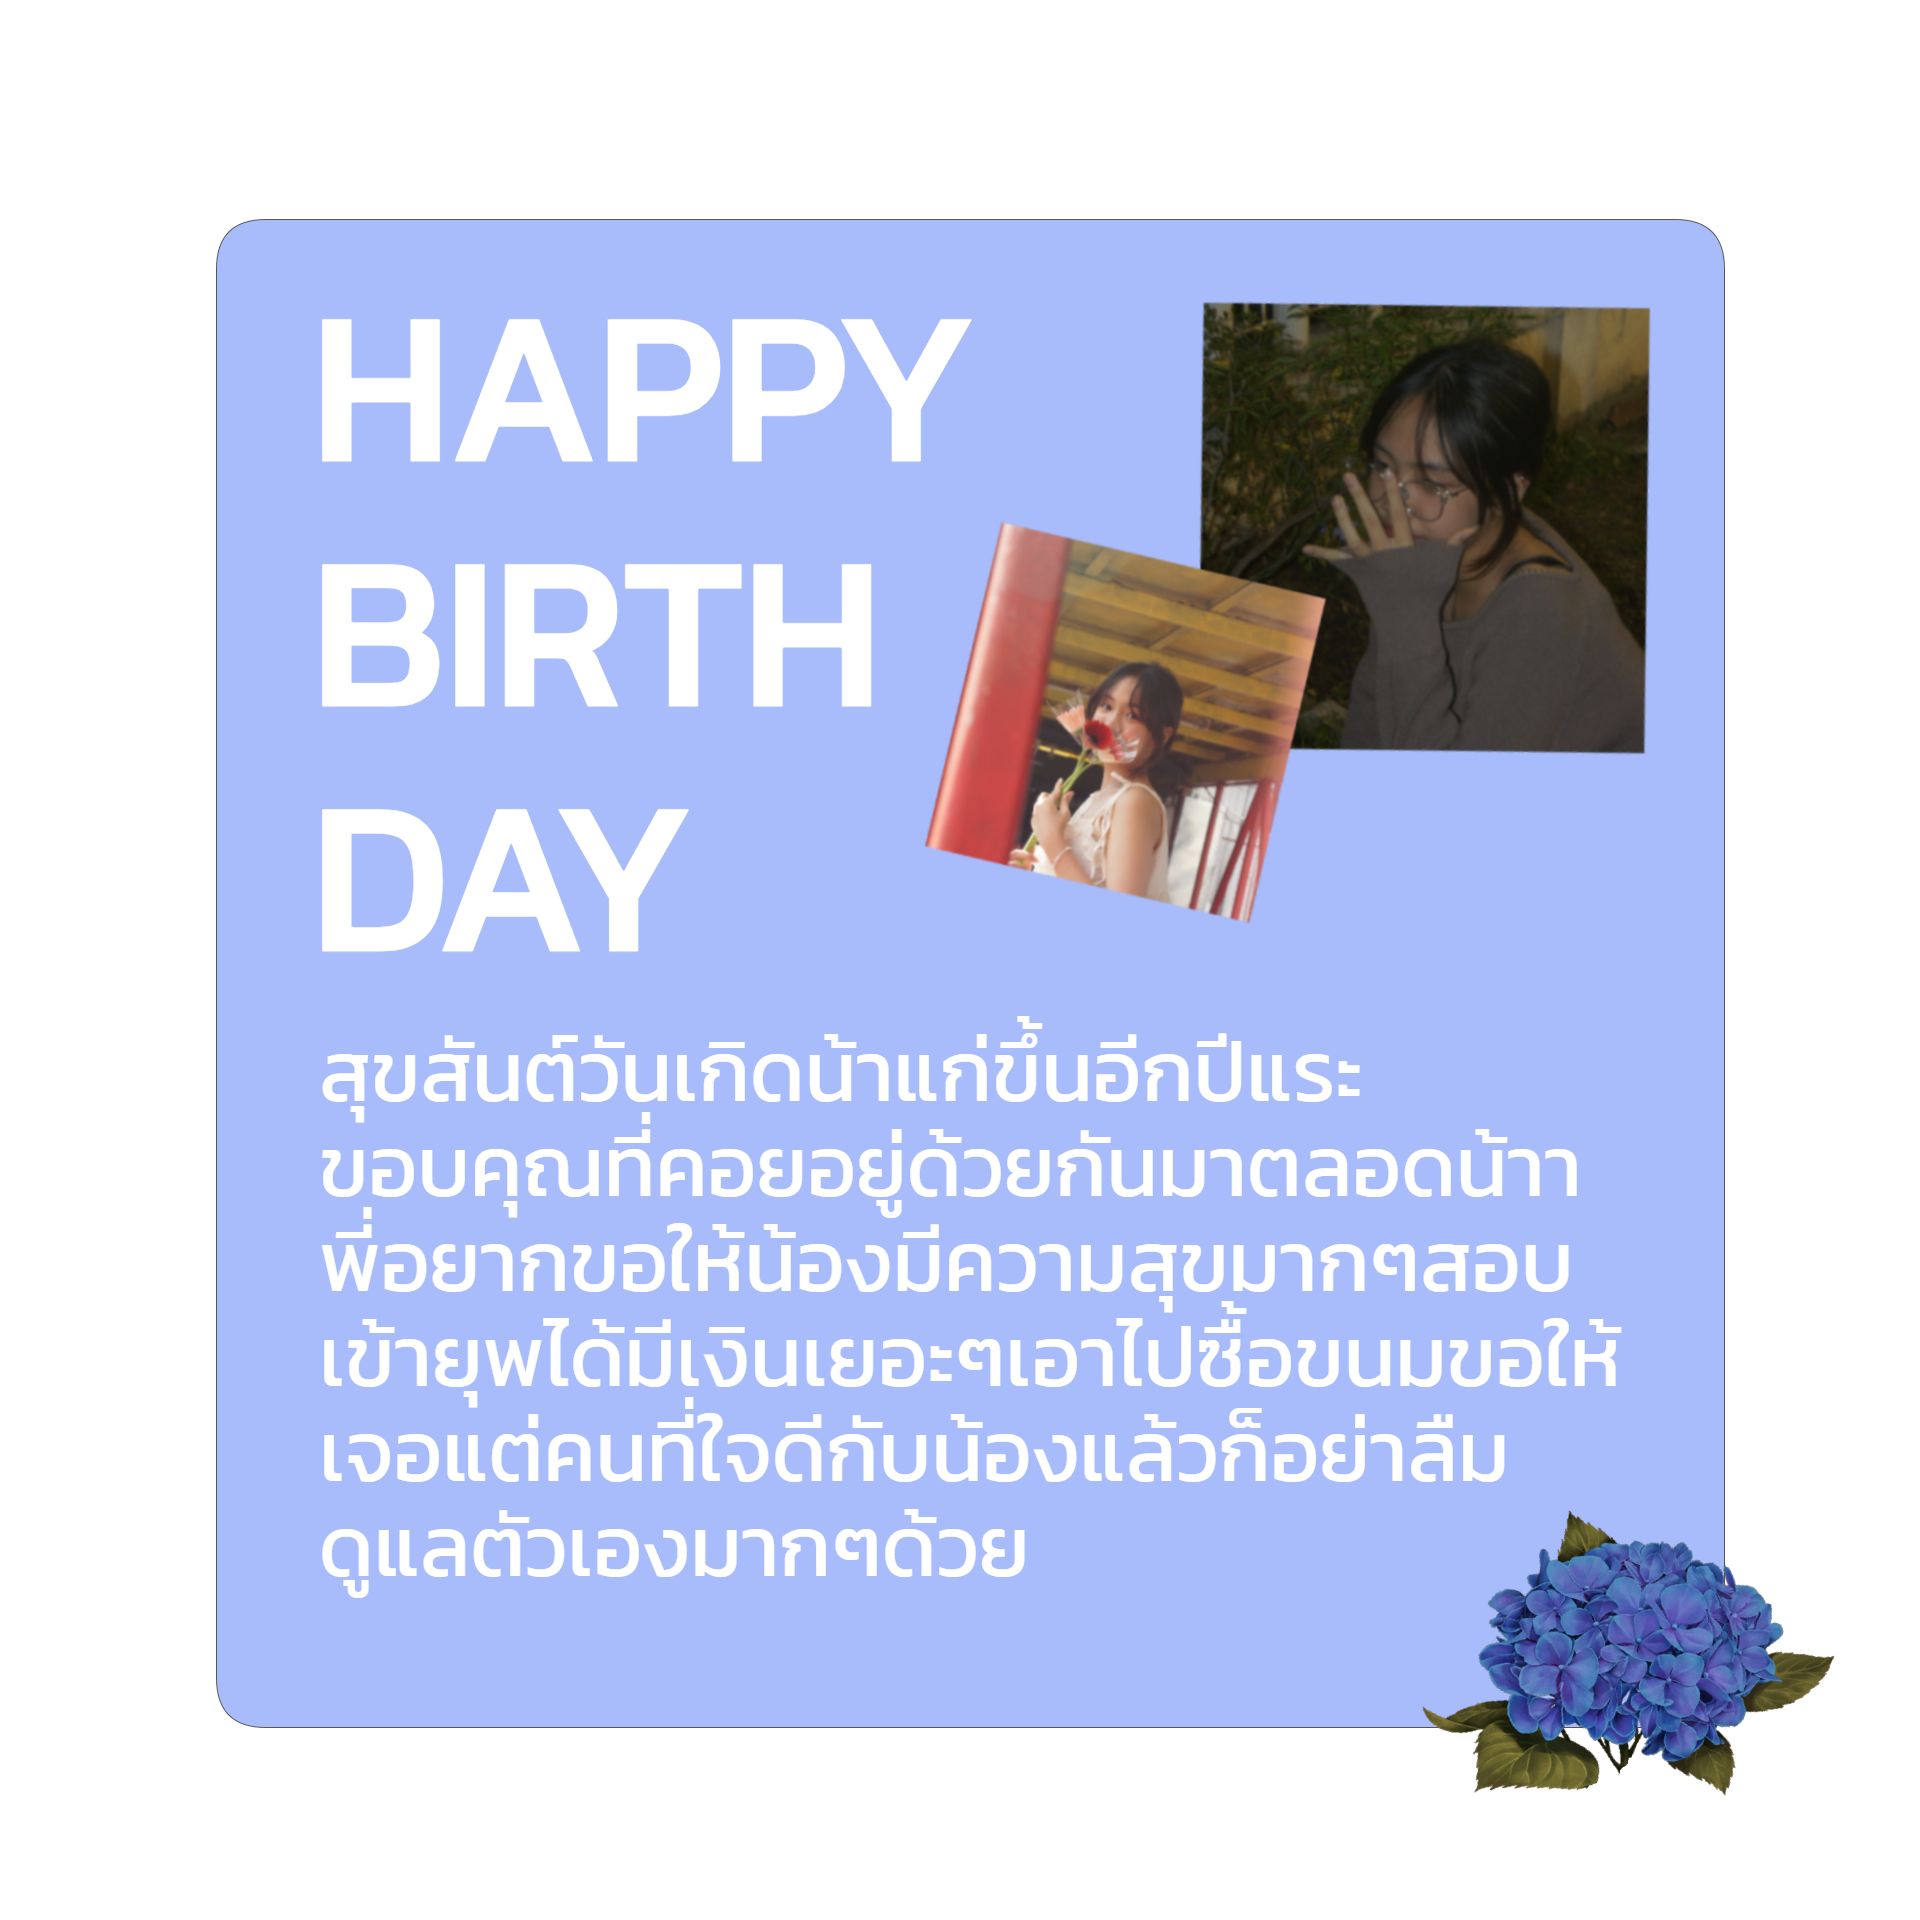 HAPPY
BIRTH
DAY
สุขสันต์วันเกิดน้าแก่ขึ้นอีกปีแระ
ขอบคุณที่คอยอยู่ด้วยกันมาตลอดน้าา
พี่อยากขอให้น้องมีความสุขมากๆสอบ
เข้ายุพได้มีเงินเยอะๆเอาไปซื้อขนมขอให้
เจอแต่คนที่ใจดีกับน้องแล้วก็อย่าลืม
ดูแลตัวเองมากๆด้วย